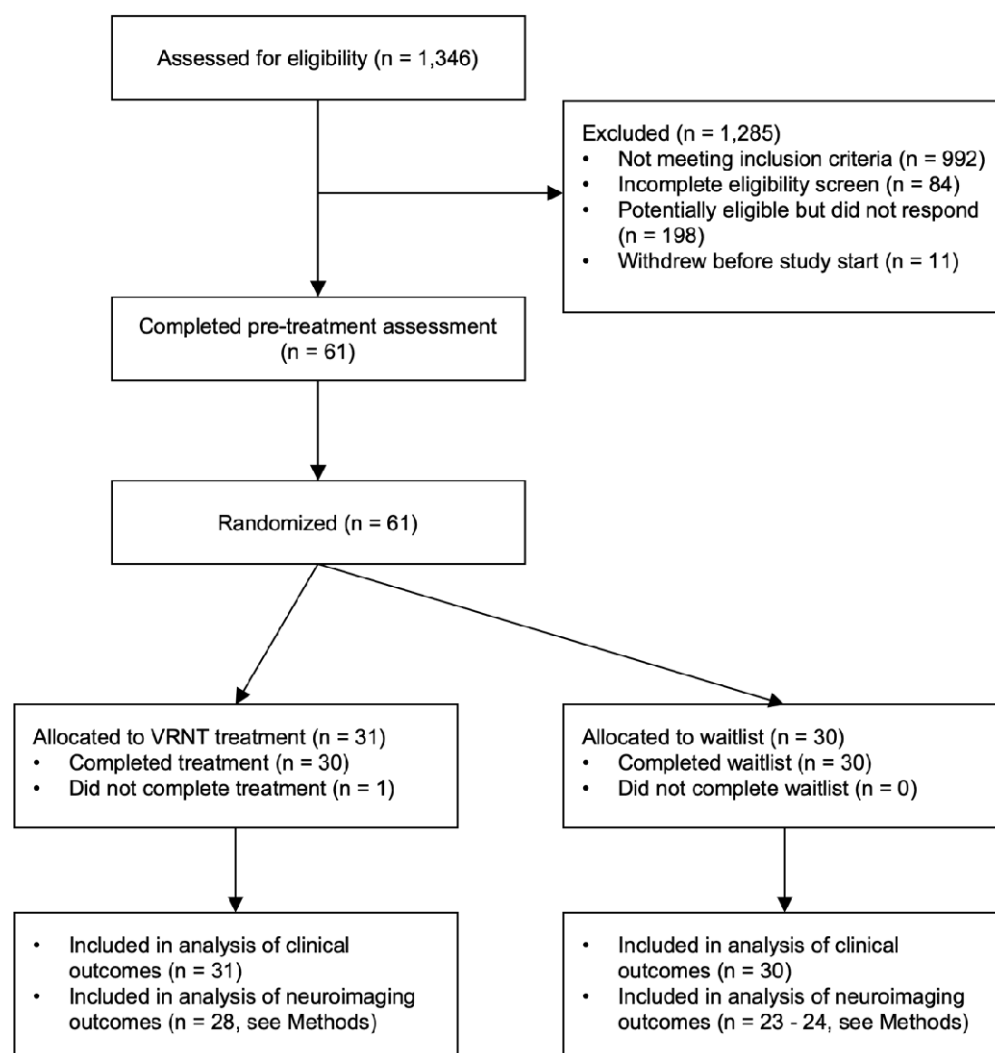 Assessed for eligibility (n = 1,346)
Excluded (n = 1,285)
• Not meeting inclusion criteria (n = 992)
• Incomplete eligibility screen (n = 84)
• Potentially eligible but did not respond
(n = 198)
• Withdrew before study start (n = 11)
Completed pre-treatment assessment
(n = 61)
Randomized (n = 61)
Allocated to VRNT treatment (n = 31)
• Completed treatment (n = 30)
• Did not complete treatment (n = 1)
Allocated to waitlist (n = 30)
• Completed waitlist (n = 30)
• Did not complete waitlist (n = 0)
• Included in analysis of clinical
outcomes (n = 31)
• Included in analysis of neuroimaging
outcomes (n = 28, see Methods)
• Included in analysis of clinical
outcomes (n = 30)
• Included in analysis of neuroimaging
outcomes (n = 23 - 24, see Methods)